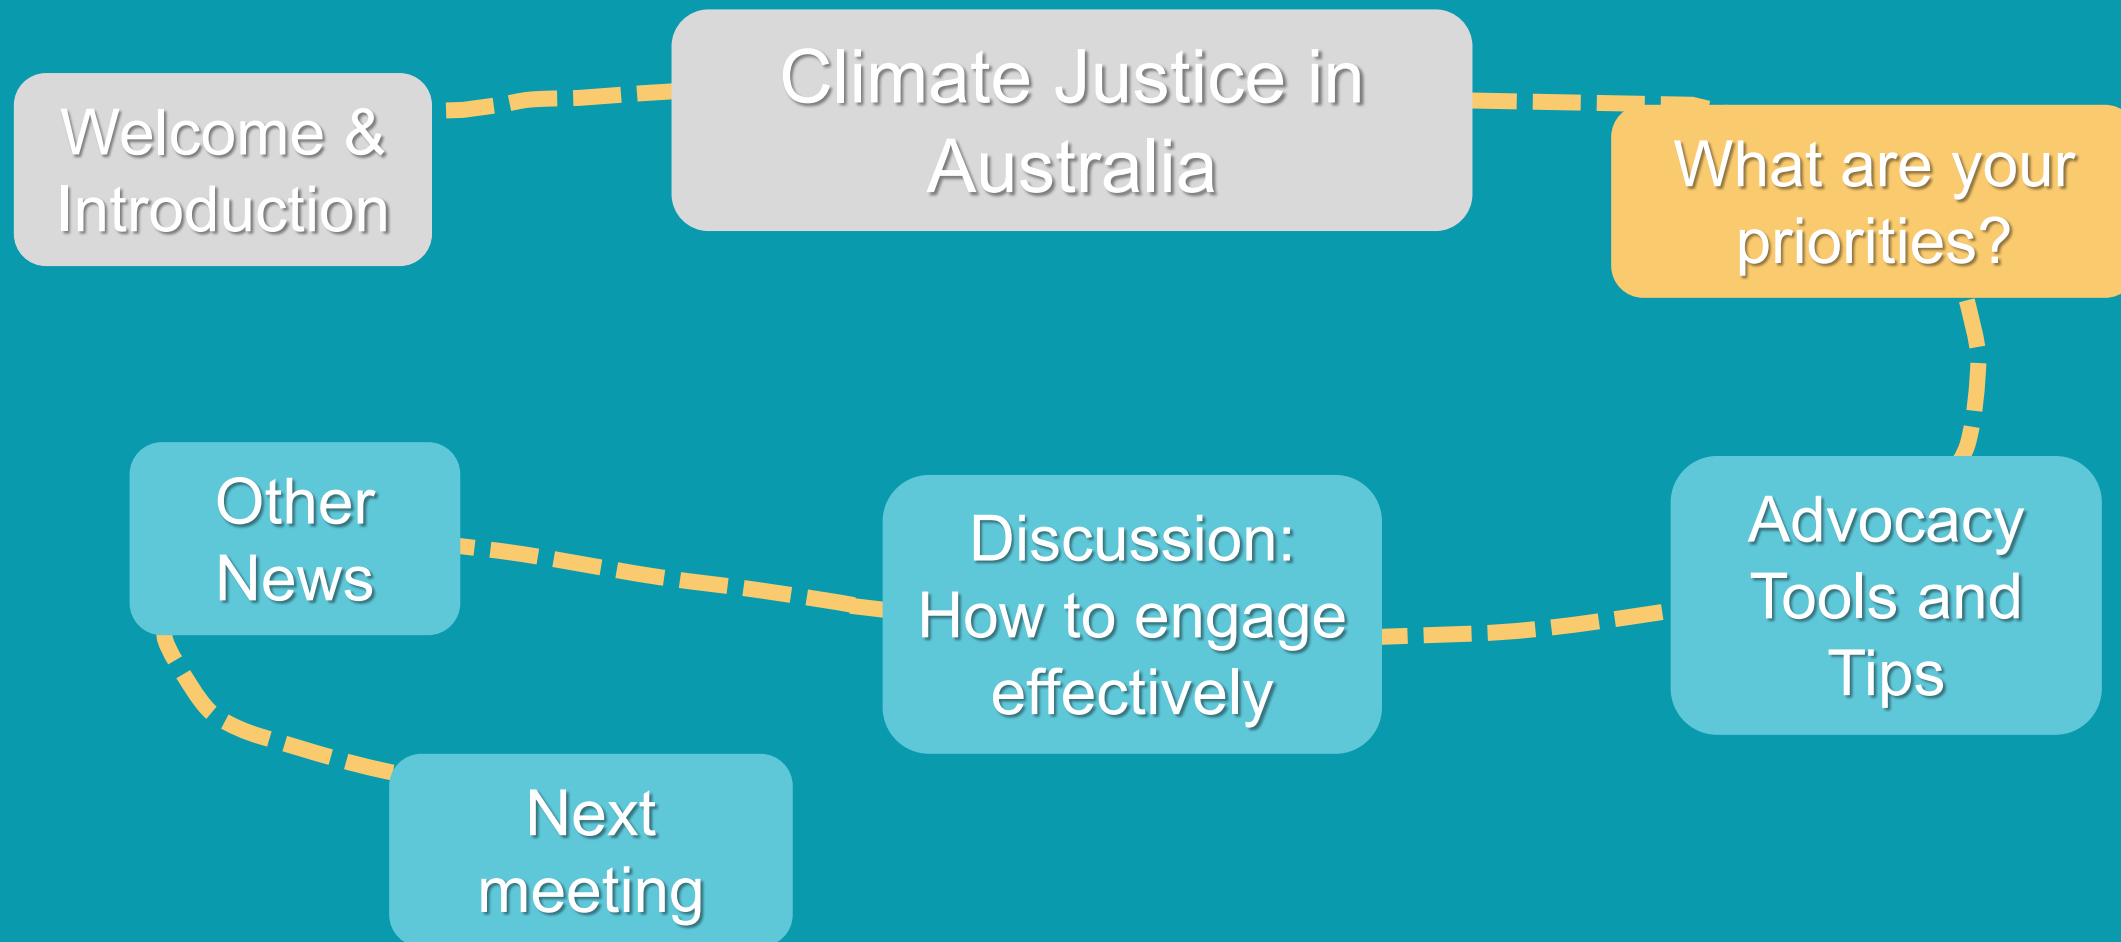 Welcome &
Introduction
Climate Justice in
Australia
What are your
priorities?
Advocacy
Tools and
Tips
Discussion:
How to engage
effectively
Other
News
Next
meeting